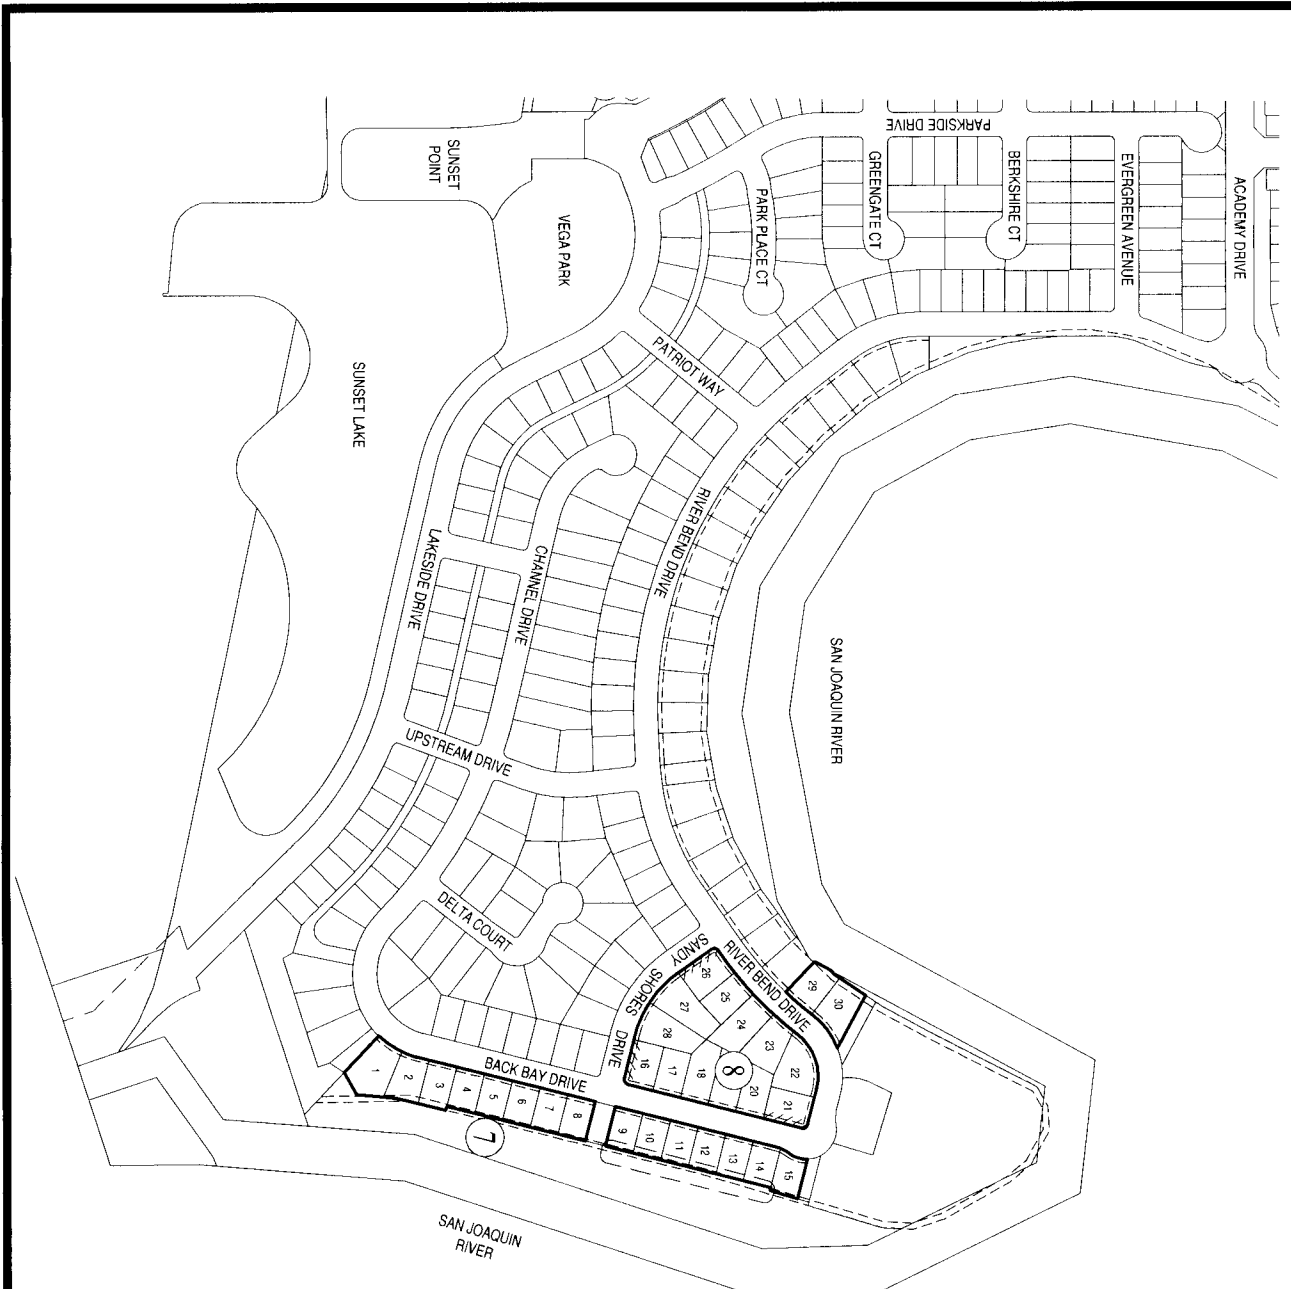 PARKSIDE DRIVE
SUNSET
POINT
GREENGATE CT
BERKSHIRE CT
EVERGREEN AVENUE
ACADEMY DRIVE
VEGA PARK
PARK PLACE CT
PATRIOT WAY
SUNSET LAKE
RIVER BEND DRIVE
LAKESIDE DRIVE
CHANNEL DRIVE
SAN JOAQUIN RIVER
UPSTREAM DRIVE
DELTA COURT
SANDY SHORES DRIVE
RIVER BEND DRIVE
29
30
26
25
24
23
22
21
27
28
16
17
18
20
8
BACK BAY DRIVE
1
2
3
4
5
6
7
8
9
10
11
12
13
14
15
7
SAN JOAQUIN
RIVER